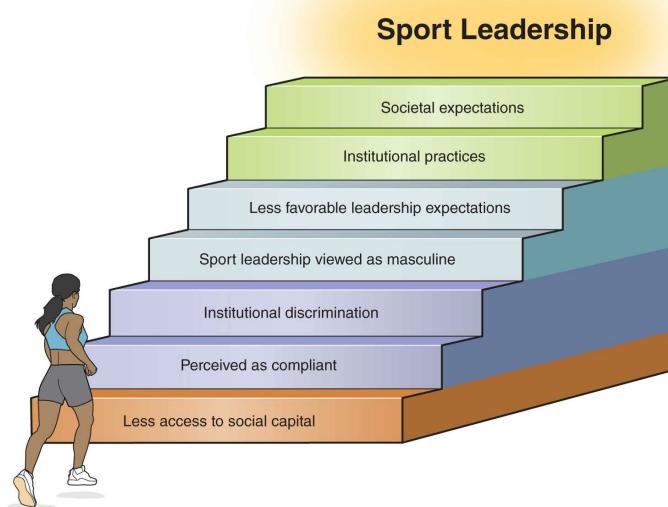 Sport Leadership
Societal expectations
Institutional practices
Less favorable leadership expectations
Sport leadership viewed as masculine
Institutional discrimination
Perceived as compliant
Less access to social capital